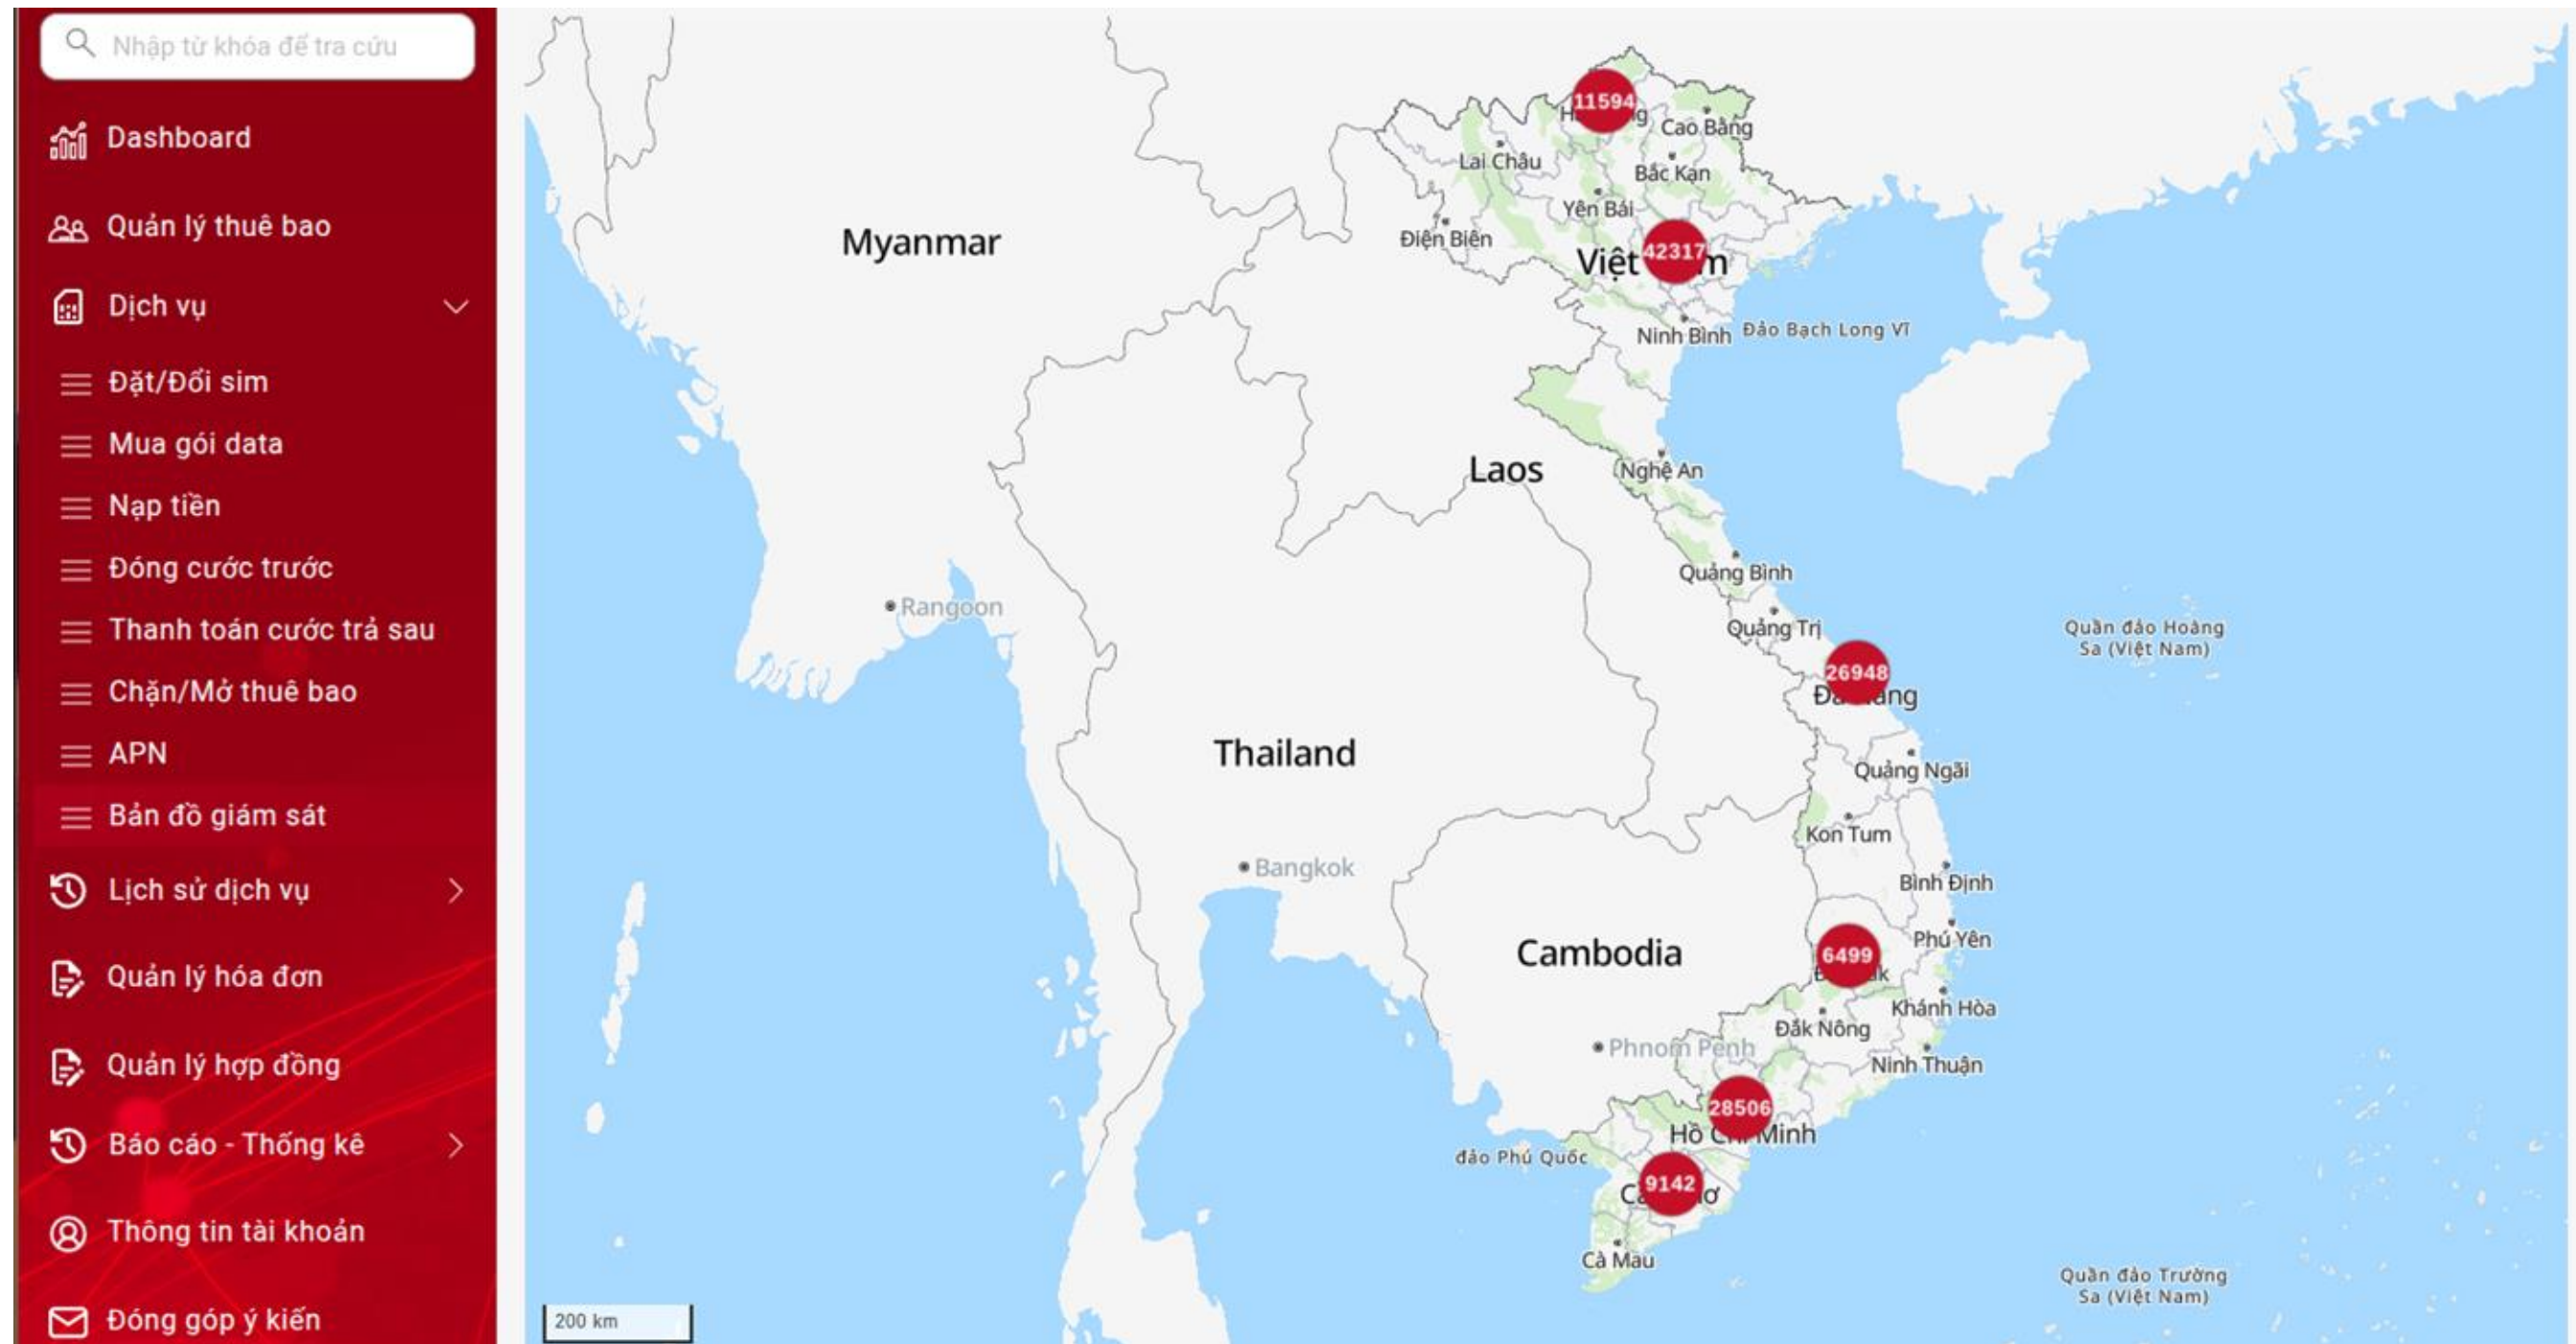 Nhập từ khóa để tra cứu
Dashboard
Quản lý thuê bao
Dịch vụ
Đặt/Đổi sim
Mua gói data
Nạp tiền
Đóng cước trước
Thanh toán cước trả sau
Chặn/Mở thuê bao
APN
Bản đồ giám sát
Lịch sử dịch vụ
Quản lý hóa đơn
Quản lý hợp đồng
Báo cáo - Thống kê
Thông tin tài khoản
Đóng góp ý kiến
11594
Cao Bằng
Lai Châu
Bắc Kạn
Yên Bái
Điện Biên
Myanmar
42317
Việt
Ninh Bình
Đảo Bạch Long Vĩ
Laos
Nghệ An
Quảng Bình
Rangoon
Quảng Trị
Quần đảo Hoàng
Sa (Việt Nam)
26948
Thailand
Quảng Ngãi
Kon Tum
Bangkok
Bình Định
Phú Yên
Cambodia
6499
Khánh Hòa
Đắk Nông
Phnom Penh
Ninh Thuận
28506
Hồ Minh
đảo Phú Quốc
9142
Cà Mau
Quần đảo Trường
Sa (Việt Nam)
200 km